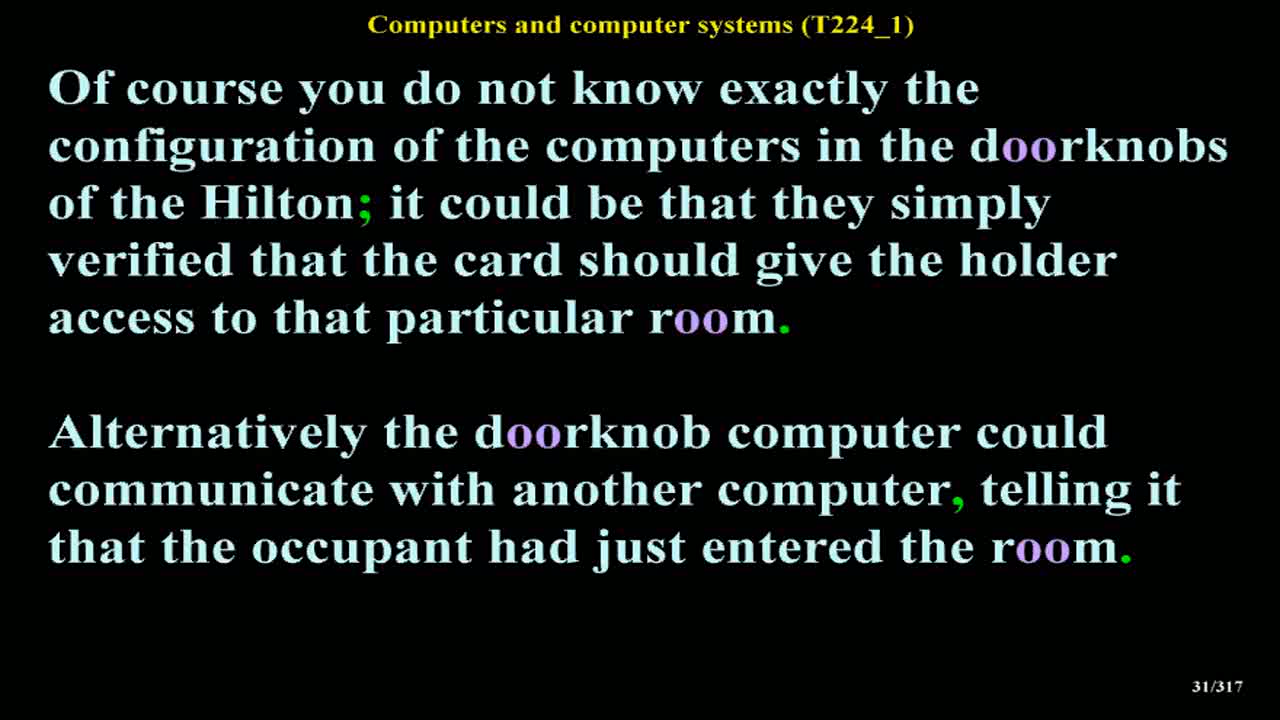 Computers and computer systems (T224_1)
Of course you do not know exactly the
configuration of the computers in the doorknobs
of the Hilton; it could be that they simply
verified that the card should give the holder
access to that particular room.
Alternatively the doorknob computer could
communicate with another computer, telling it
that the occupant had just entered the room.
31/317